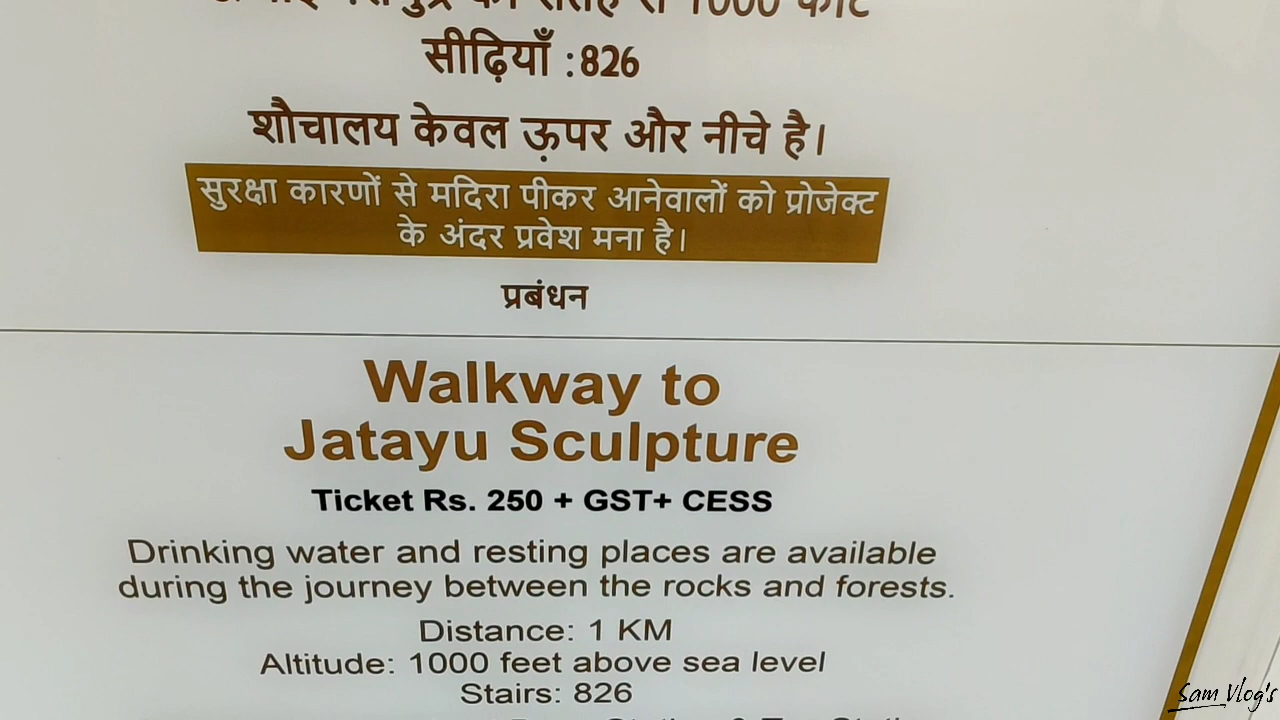 1000 फीट
सीढ़ियाँ :826
शौचालय केवल ऊपर और नीचे है।
सुरक्षा कारणों से मदिरा पीकर आनेवालों को प्रोजेक्ट
के अंदर प्रवेश मना है।
प्रबंधन
Walkway to
Jatayu Sculpture
Ticket Rs. 250 + GST+ CESS
Drinking water and resting places are available
during the journey between the rocks and forests.
Distance: 1 KM
Altitude: 1000 feet above sea level
Stairs: 826
Sam Vlog's